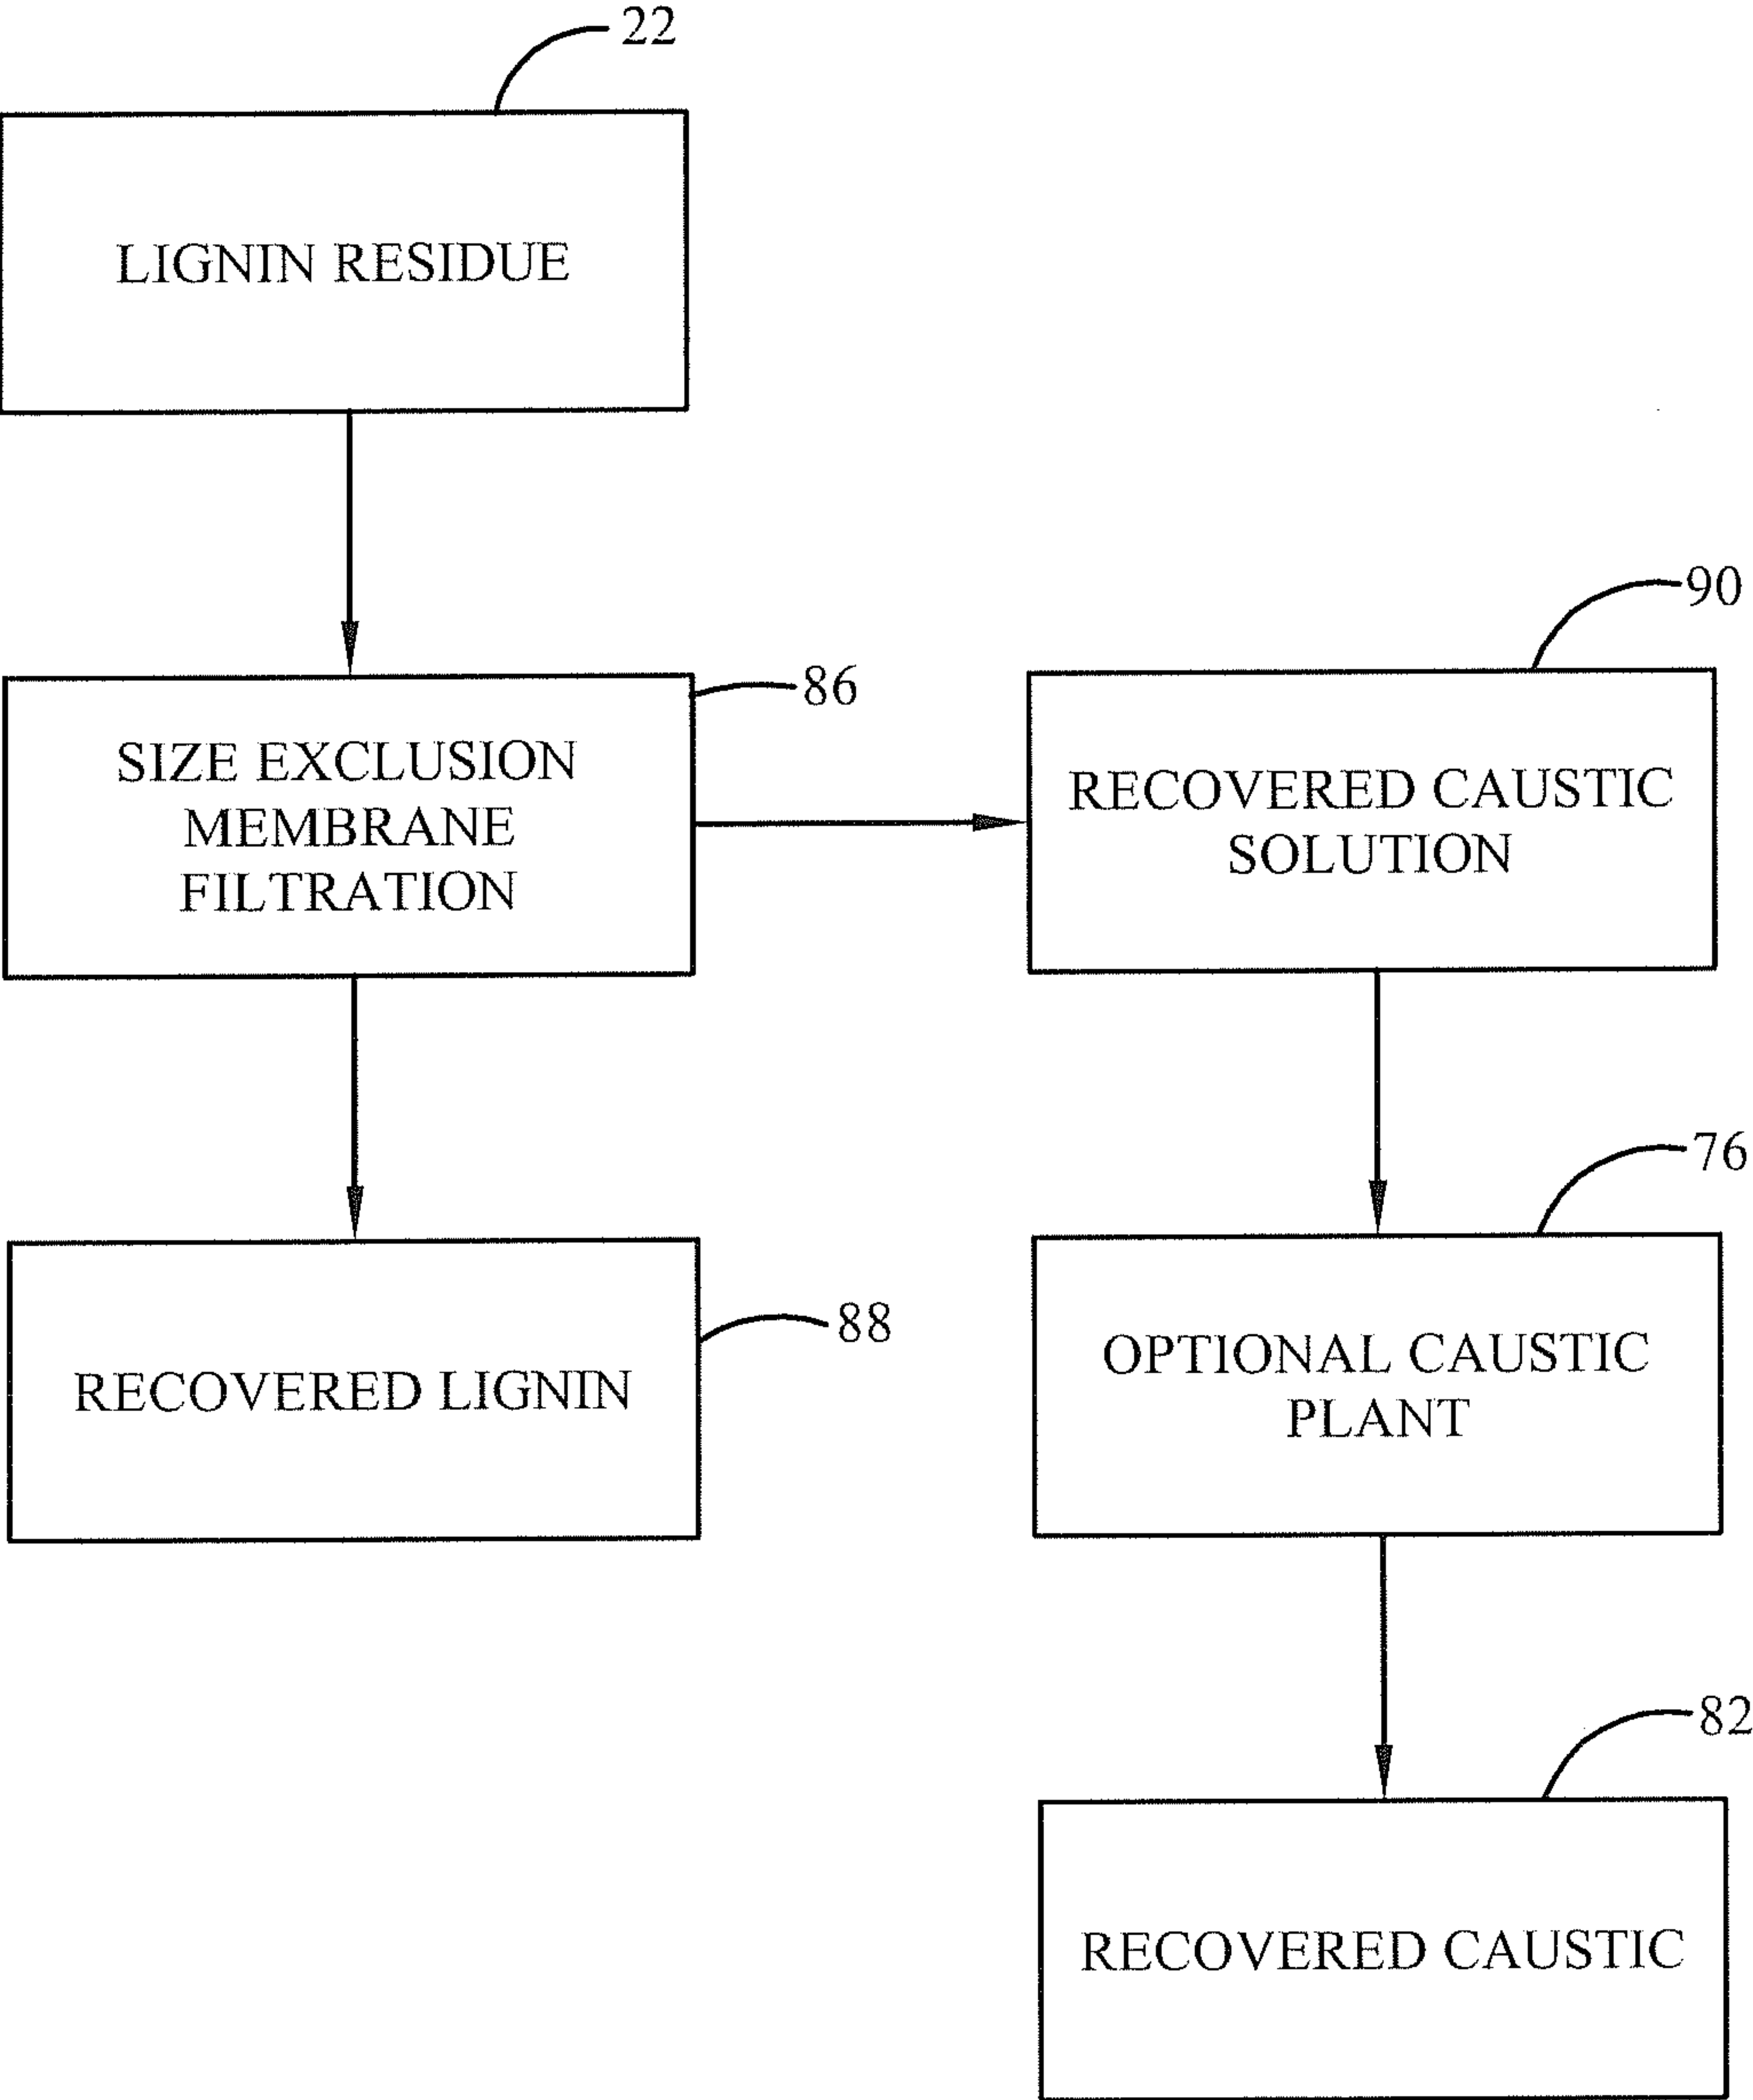 22
LIGNIN RESIDUE
86
SIZE EXCLUSION
MEMBRANE
FILTRATION
90
RECOVERED CAUSTIC
SOLUTION
88
RECOVERED LIGNIN
76
OPTIONAL CAUSTIC
PLANT
82
RECOVERED CAUSTIC